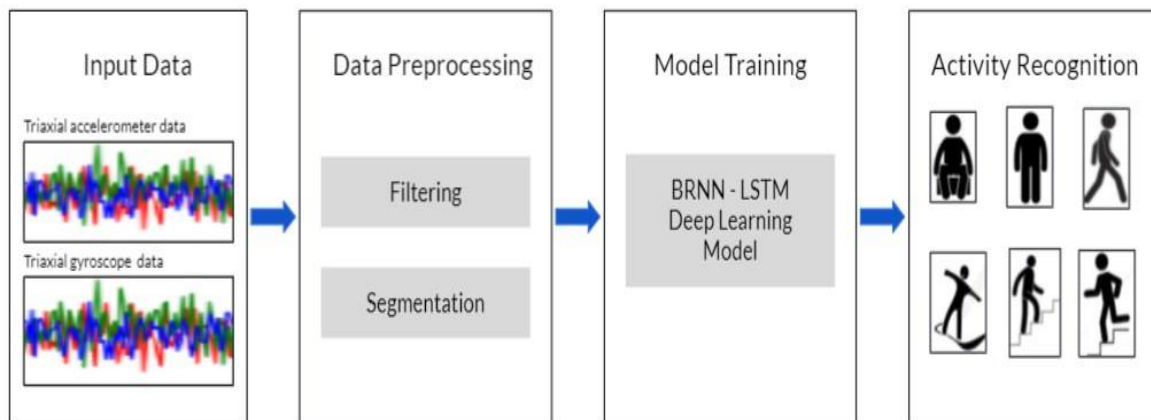 Input Data
Triaxial accelerometer data
Triaxial gyroscope data
Data Preprocessing
Filtering
Segmentation
Model Training
BRNN - LSTM
Deep Learning
Model
Activity Recognition